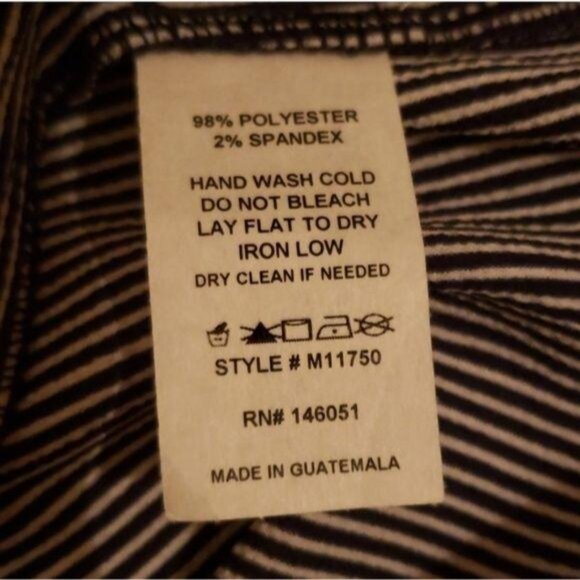 98% POLYESTER
2% SPANDEX
HAND WASH COLD
DO NOT BLEACH
LAY FLAT TO DRY
IRON LOW
DRY CLEAN IF NEEDED
STYLE # M11750
RN# 146051
MADE IN GUATEMALA